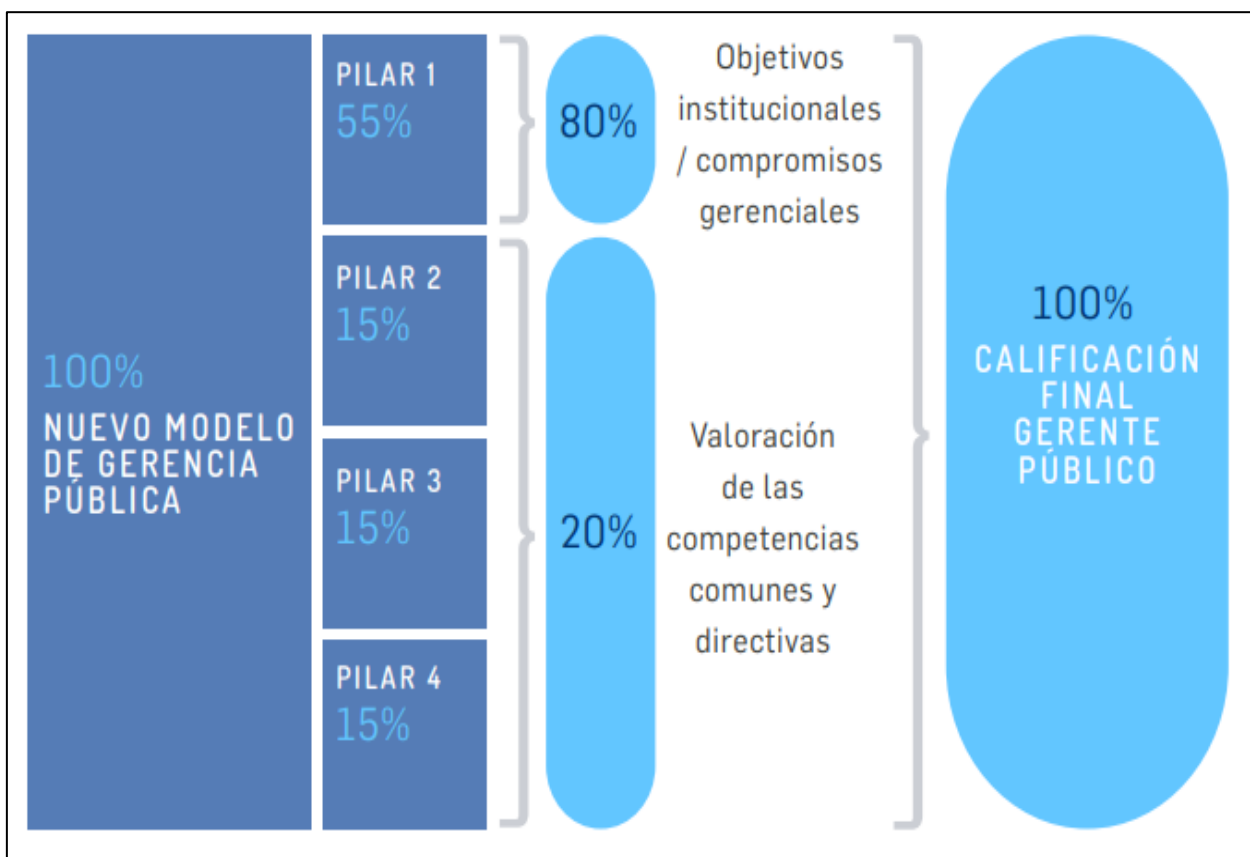 100%
NUEVO MODELO
DE GERENCIA
PÚBLICA
PILAR 1
55%
PILAR 2
15%
PILAR 3
15%
PILAR 4
15%
80%
Objetivos
institucionales
/ compromisos
gerenciales
20%
Valoración
de las
competencias
comunes y
directivas
100%
CALIFICACIÓN
FINAL
GERENTE
PÚBLICO